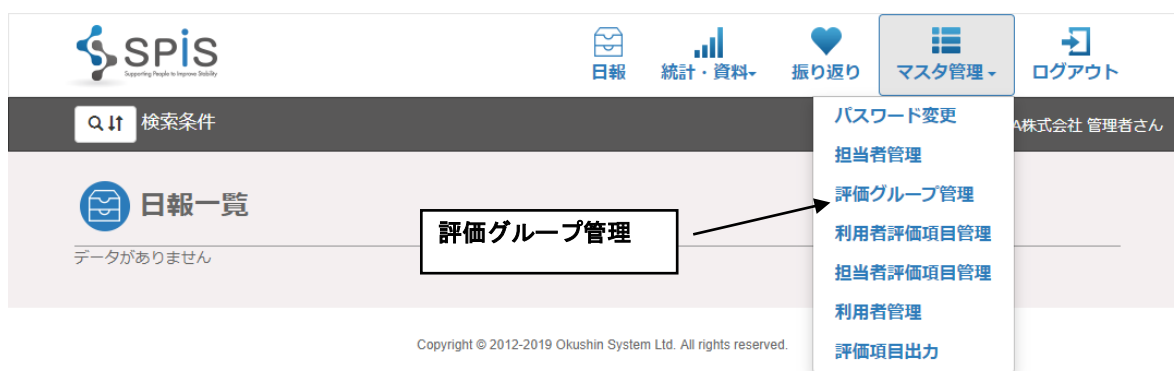 SPiS
Supporting People to Improve Stability
日報 統計・資料 振り返り マスタ管理 ログアウト
検索条件
A株式会社 管理者さん
パスワード変更
担当者管理
日報一覧
評価グループ管理
評価グループ管理
利用者評価項目管理
データがありません
担当者評価項目管理
利用者管理
Copyright © 2012-2019 Okushin System Ltd. All rights reserved.
評価項目出力